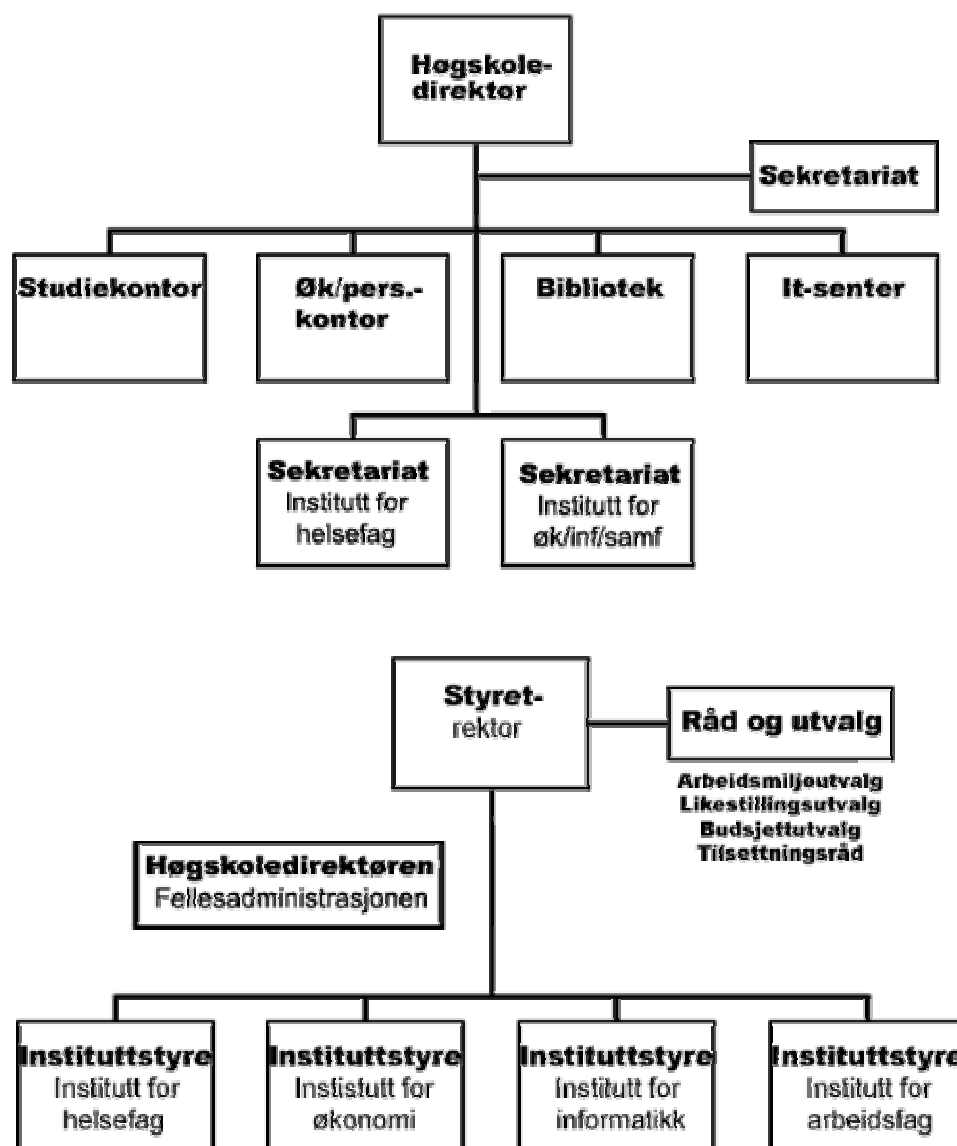 Høgskole-
direktør
Sekretariat
Studiekontor
Øk/pers.-
kontor
Bibliotek
It-senter
Sekretariat
Institutt for
helsefag
Sekretariat
Institutt for
øk/inf/samf
Styret-
rektor
Råd og utvalg
Arbeidsmiljøutvalg
Likestillingsutvalg
Budsjettutvalg
Tilsettningsråd
Høgskoledirektøren
Fellesadministrasjonen
Instituttstyre
Institutt for
helsefag
Instituttstyre
Instistutt for
økonomi
Instituttstyre
Institutt for
informatikk
Instituttstyre
Institutt for
arbeidsfag